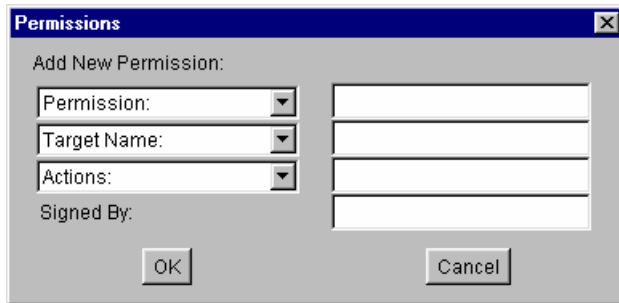 Permissions
Add New Permission:
Permission:
Target Name:
Actions:
Signed By:
OK Cancel